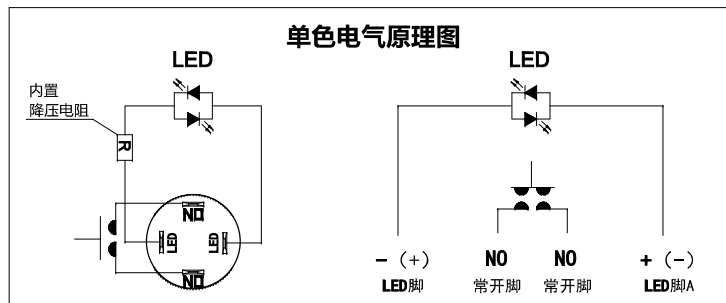 单色电气原理图
LED
LED
内置
降压电阻
R
NO
LED
LED
NO
- (+)
NO
NO
+ (-)
LED脚
常开脚
常开脚
LED脚A